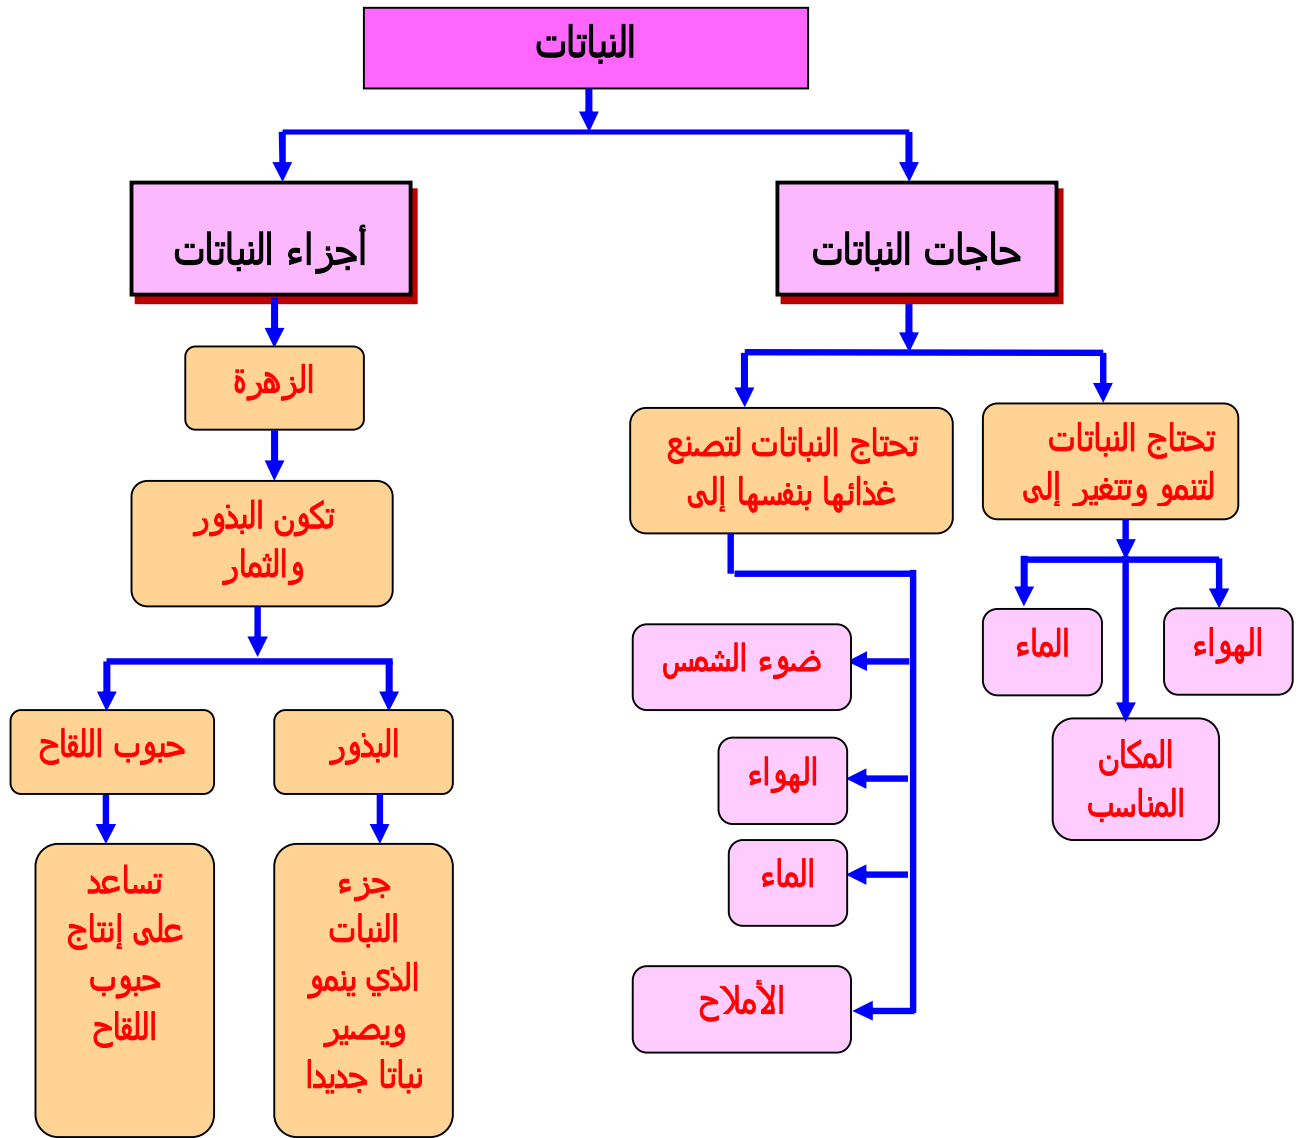 النباتات
حاجات النباتات
أجزاء النباتات
تحتاج النباتات
لتنمو وتتغير إلى
الهواء
الماء
المكان
المناسب
تحتاج النباتات لتصنع
غذائها بنفسها إلى
ضوء الشمس
الهواء
الماء
الأملاح
الزهرة
تكون البذور
والثمار
البذور
جزء
النبات
الذي ينمو
ويصير
نباتا جديدا
حبوب اللقاح
تساعد
على إنتاج
حبوب
اللقاح